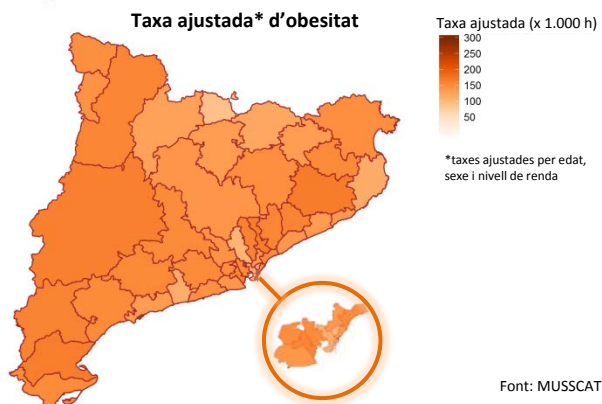 Taxa ajustada* d’obesitat
Taxa ajustada (x 1.000 h)
300
250
200
150
100
50
*taxes ajustades per edat,
sexe i nivell de renda
Font: MUSSCAT